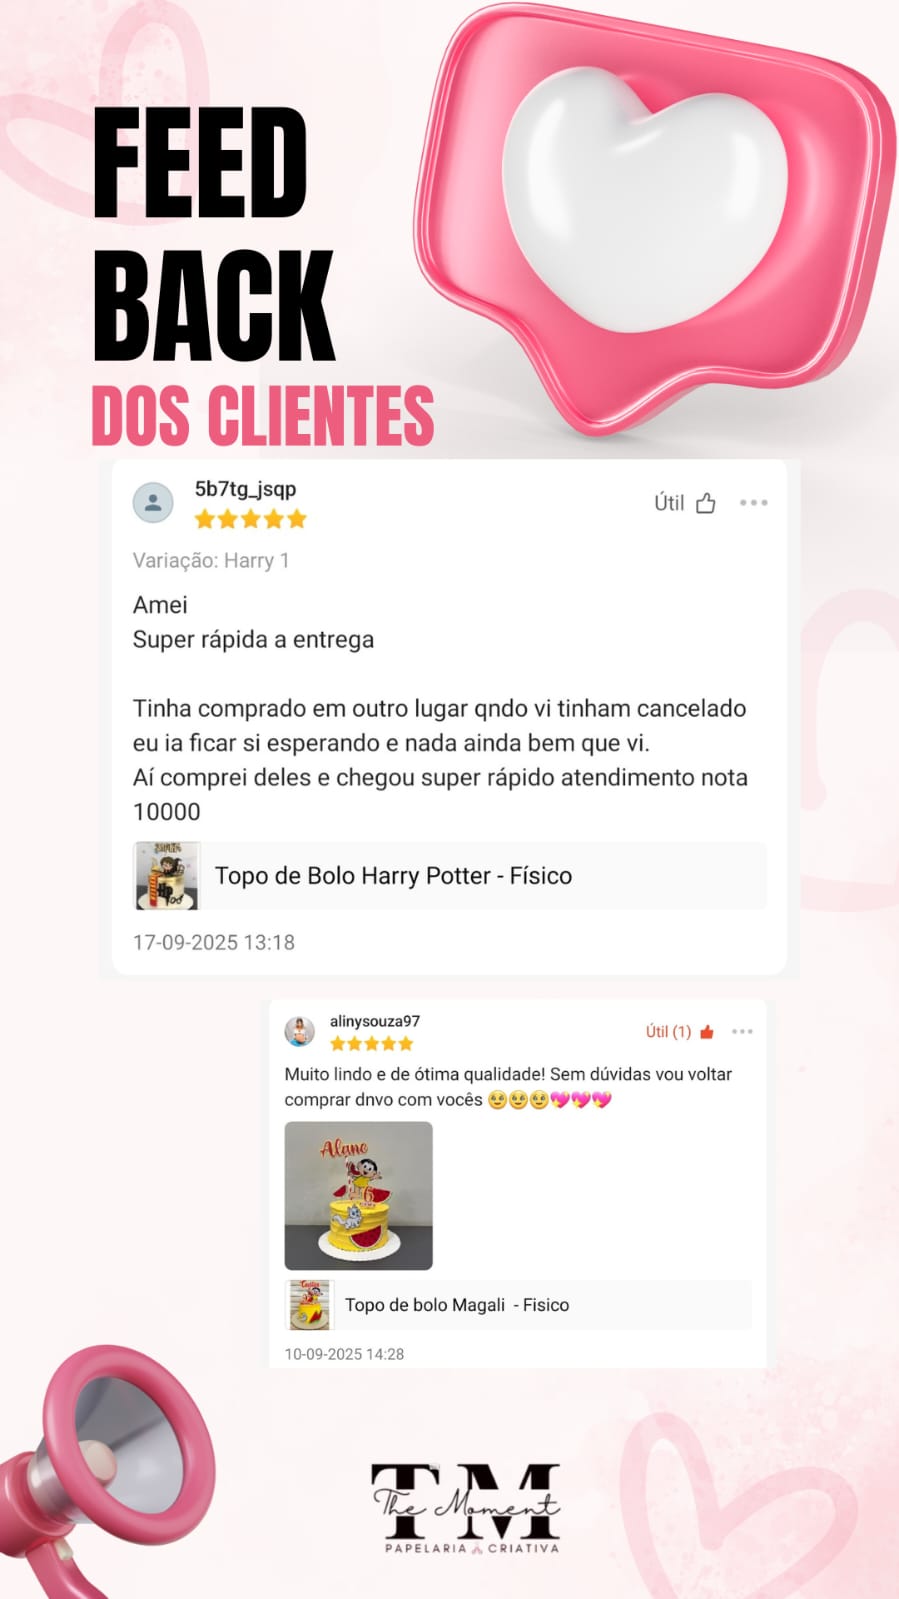 FEED
BACK
DOS CLIENTES
5b7tg_jsqp
Útil
Variação: Harry 1
Amei
Super rápida a entrega
Tinha comprado em outro lugar qndo vi tinham cancelado
eu ia ficar si esperando e nada ainda bem que vi.
Aí comprei deles e chegou super rápido atendimento nota
10000
Topo de Bolo Harry Potter - Físico
17-09-2025 13:18
alinysouza97
Útil (1)
Muito lindo e de ótima qualidade! Sem dúvidas vou voltar
comprar dnvo com vocês 🥹🥹🥹💖💖💖
Alane
6
Topo de bolo Magali - Fisico
10-09-2025 14:28
TM
The Moment
PAPELARIA CRIATIVA